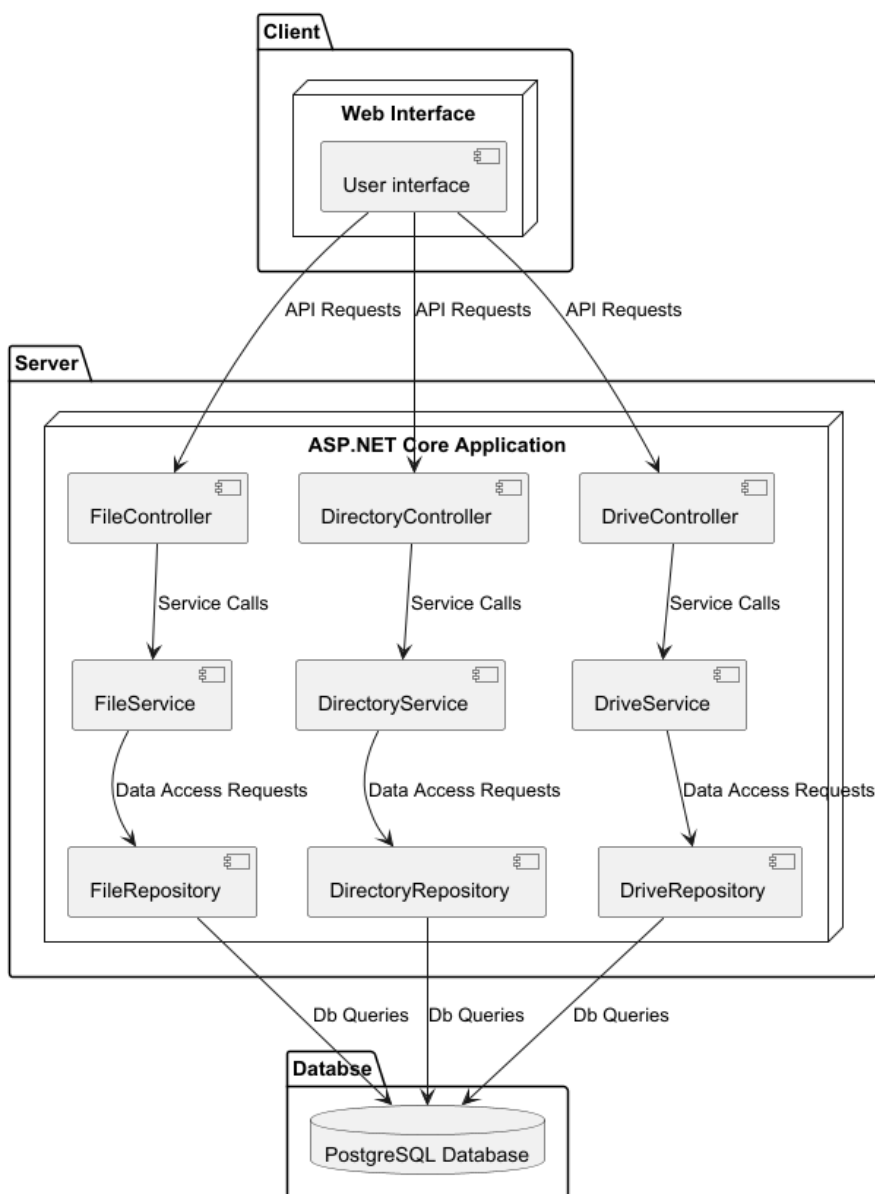 Client
Web Interface
User interface
API Requests
API Requests
API Requests
Server
ASP.NET Core Application
FileController
DirectoryController
DriveController
Service Calls
Service Calls
Service Calls
FileService
DirectoryService
DriveService
Data Access Requests
Data Access Requests
Data Access Requests
FileRepository
DirectoryRepository
DriveRepository
Db Queries
Db Queries
Db Queries
Databse
PostgreSQL Database